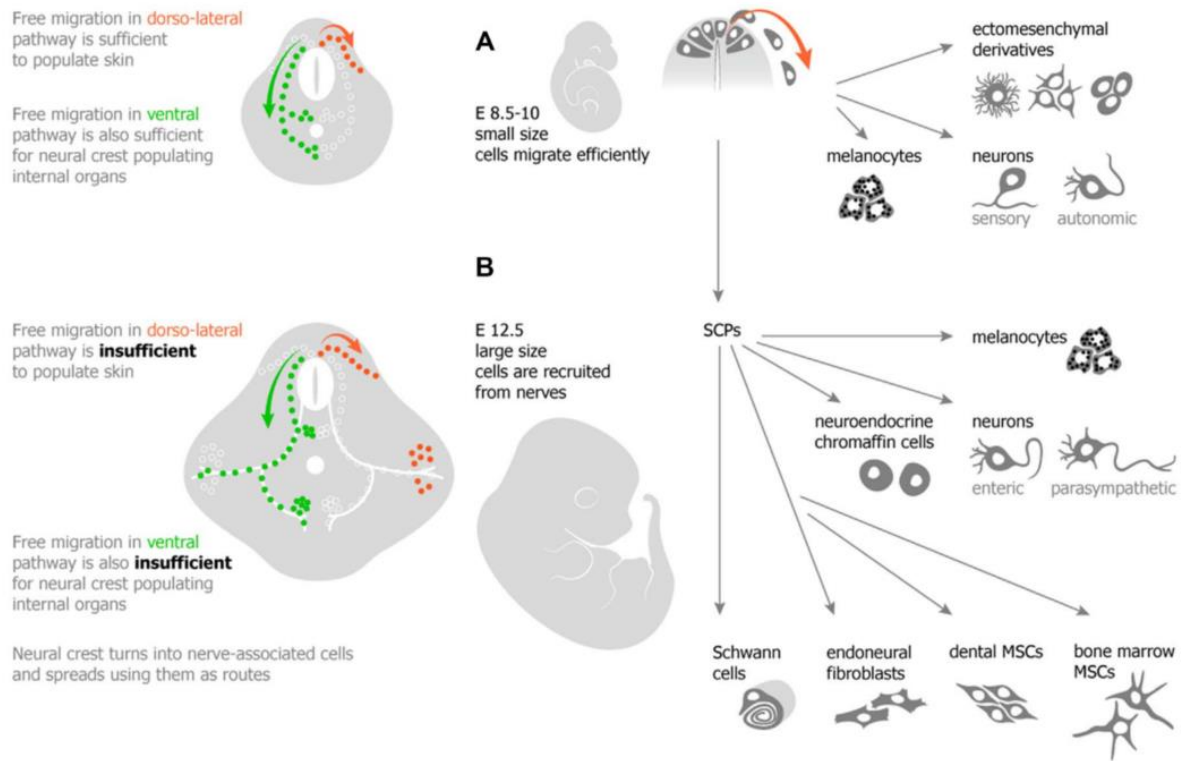 Free migration in dorso-lateral
pathway is sufficient
to populate skin
Free migration in ventral
pathway is also sufficient
for neural crest populating
internal organs
A
E 8.5-10
small size
cells migrate efficiently
ectomesenchymal
derivatives
melanocytes
neurons
sensory
autonomic
B
Free migration in dorso-lateral
pathway is insufficient
to populate skin
Free migration in ventral
pathway is also insufficient
for neural crest populating
internal organs
Neural crest turns into nerve-associated cells
and spreads using them as routes
E 12.5
large size
cells are recruited
from nerves
SCPs
melanocytes
neuroendocrine
chromaffin cells
neurons
enteric
parasympathetic
Schwann
cells
endoneural
fibroblasts
dental MSCs
bone marrow
MSCs